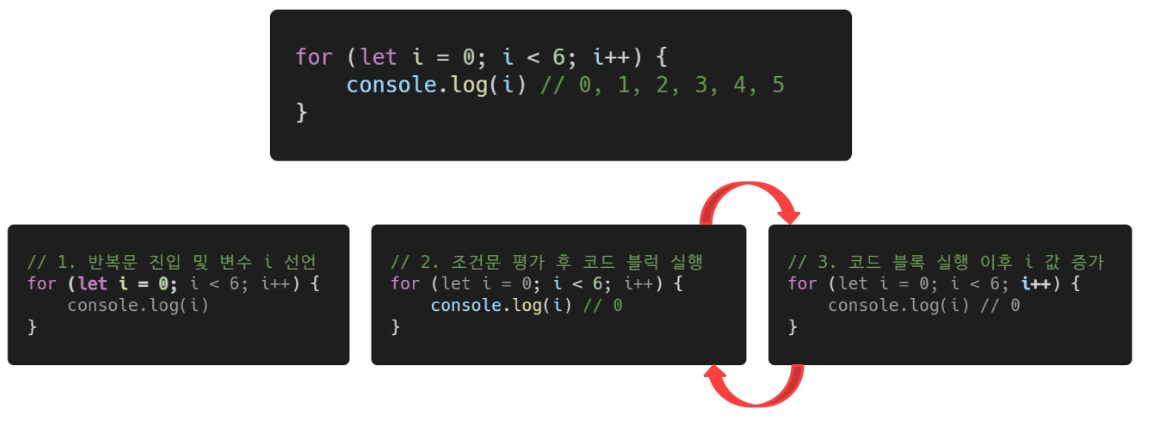 for (let i = 0; i < 6; i++) {
    console.log(i) // 0, 1, 2, 3, 4, 5
}
// 1. 반복문 진입 및 변수 i 선언
for (let i = 0; i < 6; i++) {
    console.log(i)
}
// 2. 조건문 평가 후 코드 블럭 실행
for (let i = 0; i < 6; i++) {
    console.log(i) // 0
}
// 3. 코드 블록 실행 이후 i 값 증가
for (let i = 0; i < 6; i++) {
    console.log(i) // 0
}